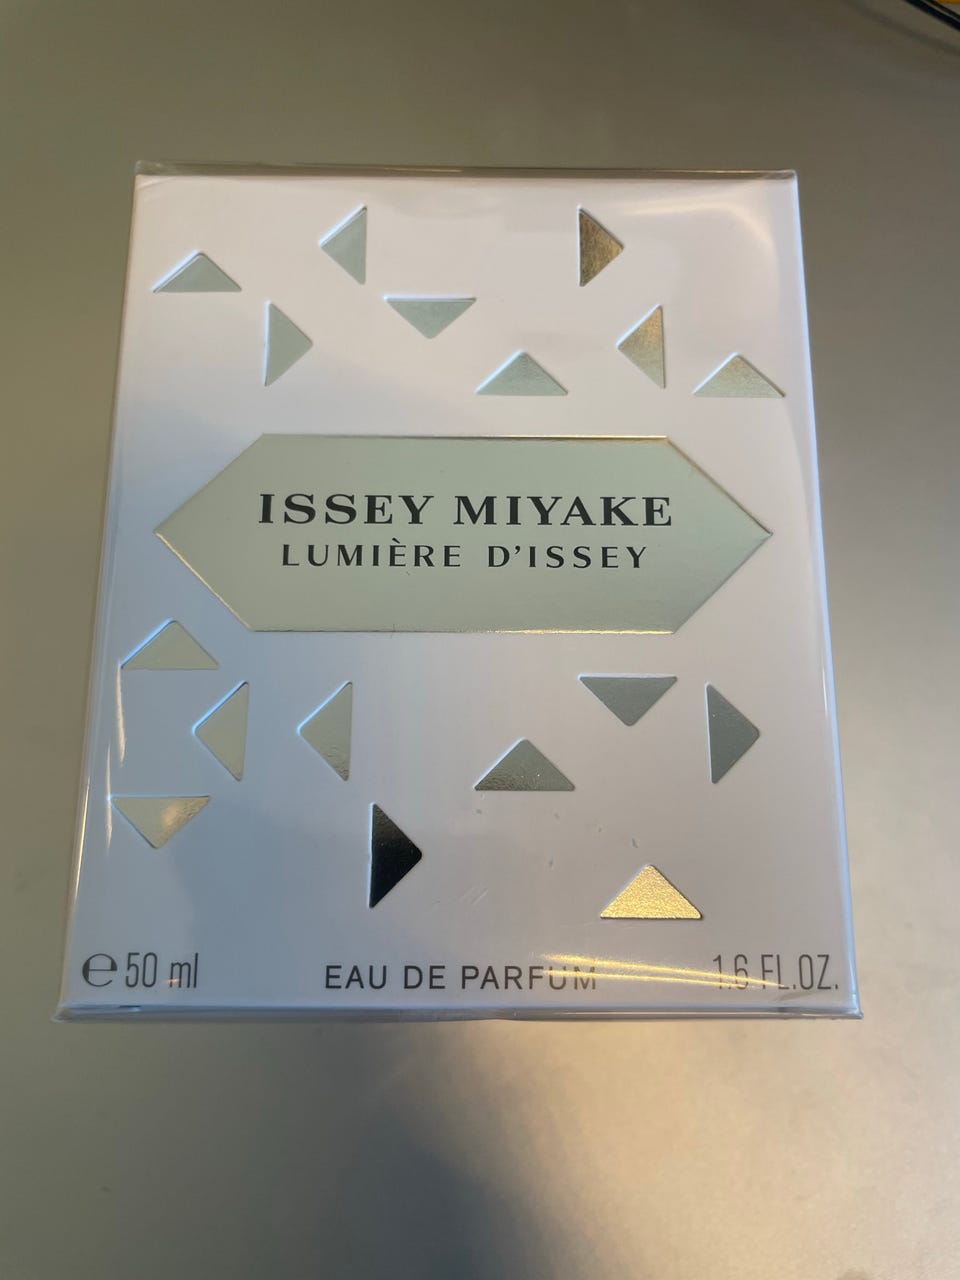 ISSEY MIYAKE
LUMIÈRE D'ISSEY
℮50 ml EAU DE PARFUM 1.6 FL.OZ.